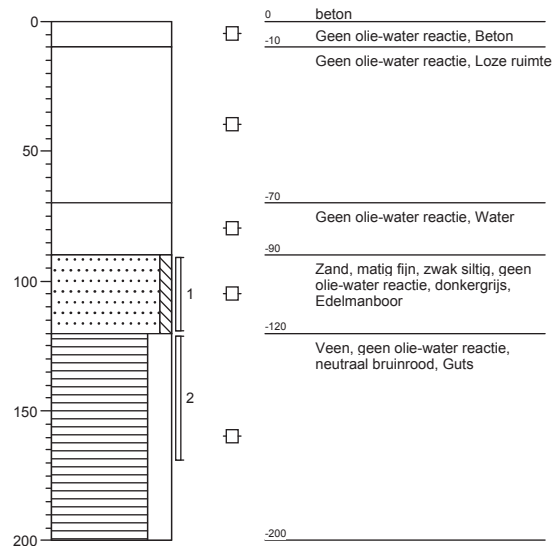 0
50
100
150
200
1
2
0 beton
Geen olie-water reactie, Beton
-10
Geen olie-water reactie, Loze ruimte
-70
Geen olie-water reactie, Water
-90
Zand, matig fijn, zwak siltig, geen
olie-water reactie, donkergrijs,
Edelmanboor
-120
Veen, geen olie-water reactie,
neutraal bruinrood, Guts
-200